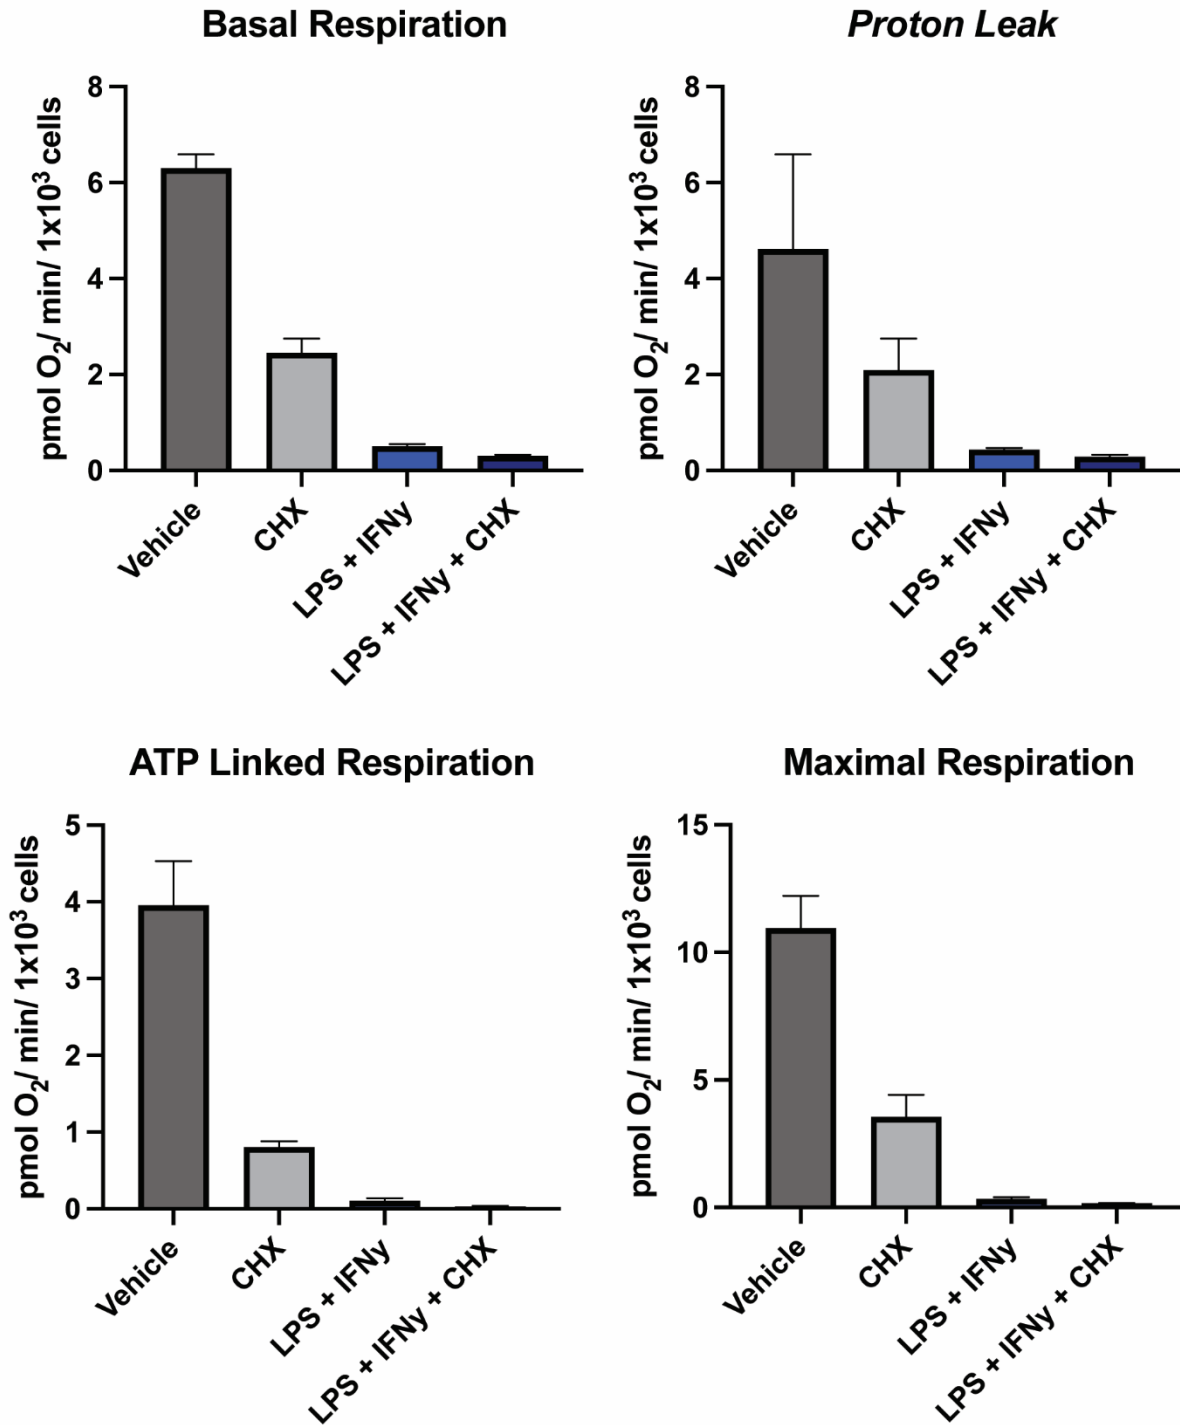 Basal Respiration
pmol O2/ min/ 1x10³ cells
8
6
4
2
0
Vehicle
CHX
LPS + IFNy
LPS + IFNy + CHX
Proton Leak
pmol O2/ min/ 1x10³ cells
8
6
4
2
0
Vehicle
CHX
LPS + IFNy
LPS + IFNy + CHX
ATP Linked Respiration
pmol O2/ min/ 1x10³ cells
5
4
3
2
1
0
Vehicle
CHX
LPS + IFNy
LPS + IFNy + CHX
Maximal Respiration
pmol O2/ min/ 1x10³ cells
15
10
5
0
Vehicle
CHX
LPS + IFNy
LPS + IFNy + CHX